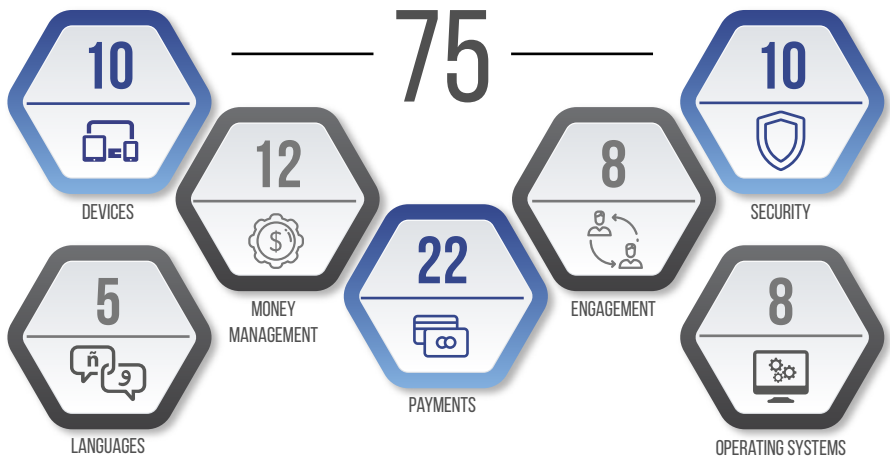 75
10
DEVICES
12
MONEY
MANAGEMENT
22
PAYMENTS
8
ENGAGEMENT
10
SECURITY
5
ñ
و
LANGUAGES
8
OPERATING SYSTEMS